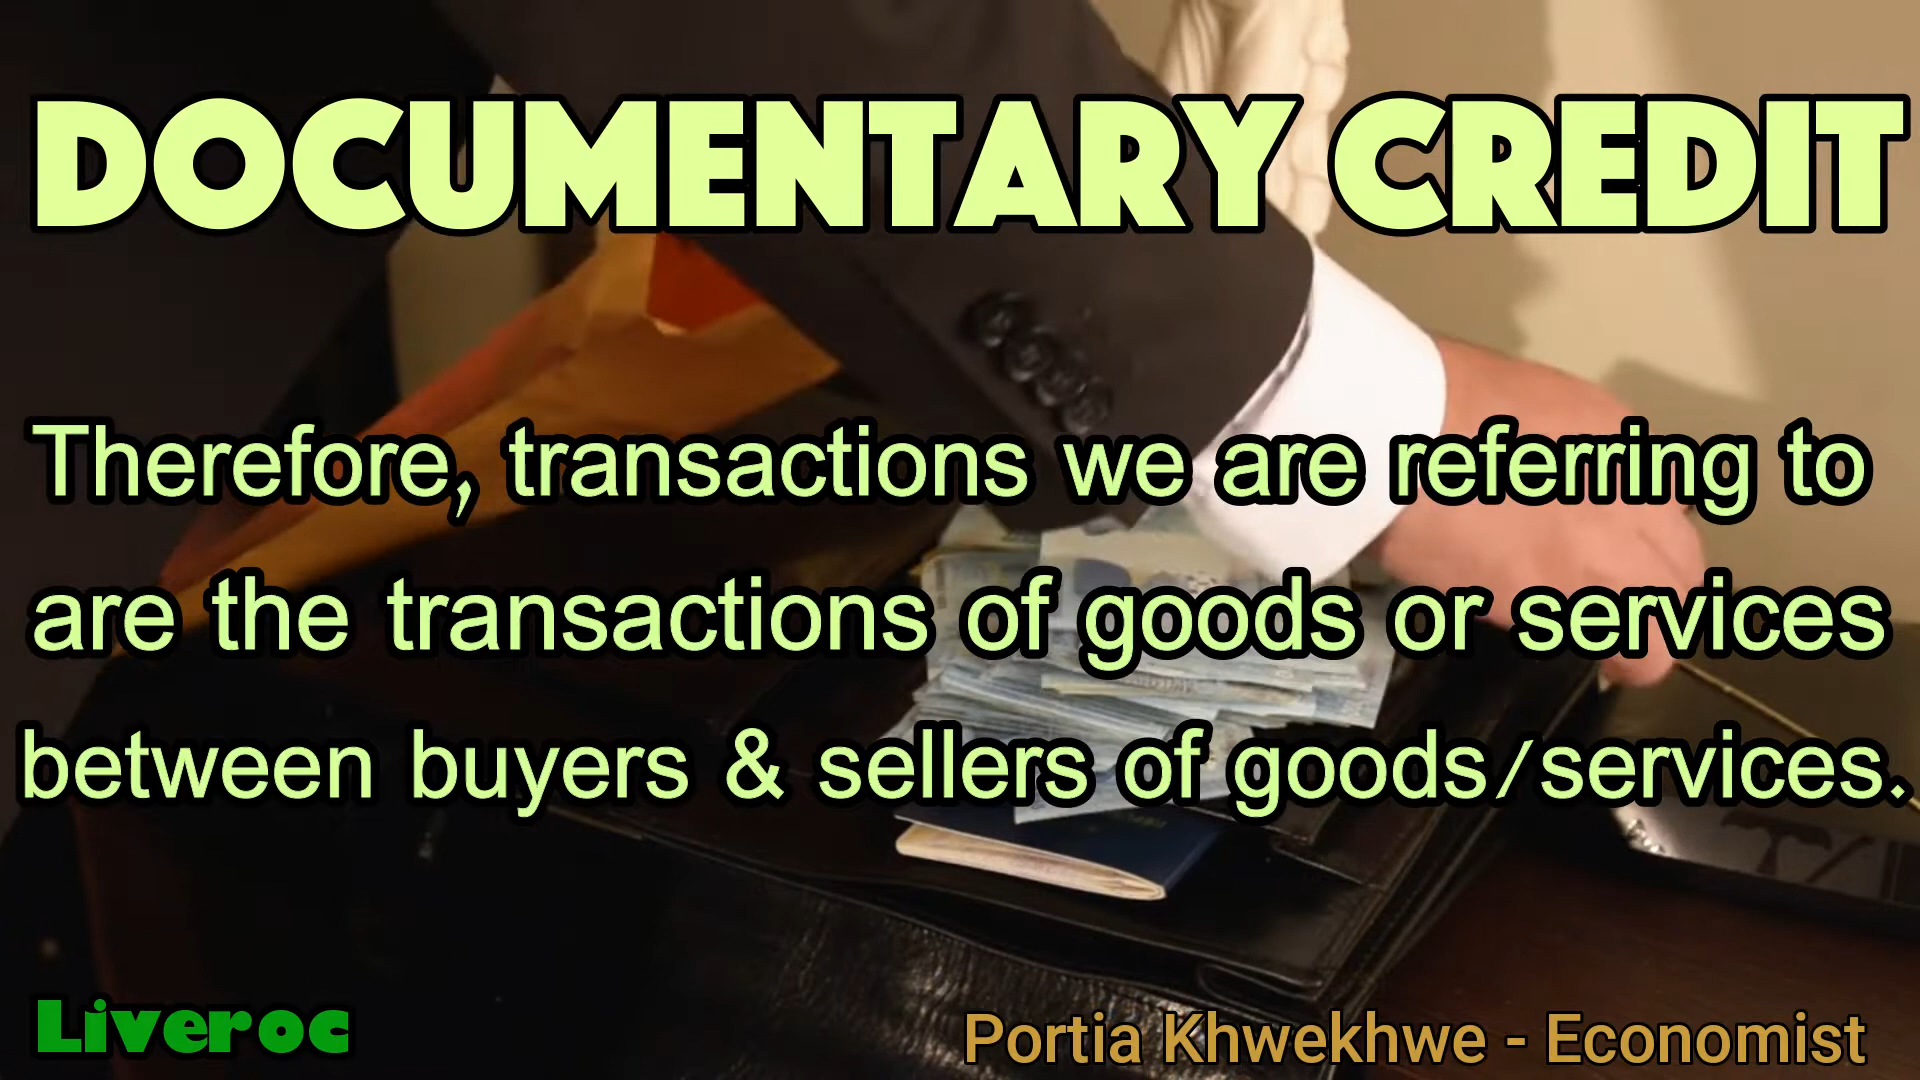 DOCUMENTARY CREDIT
Therefore, transactions we are referring to
are the transactions of goods or services
between buyers & sellers of goods/services.
Liveroc
Portia Khwekhwe - Economist